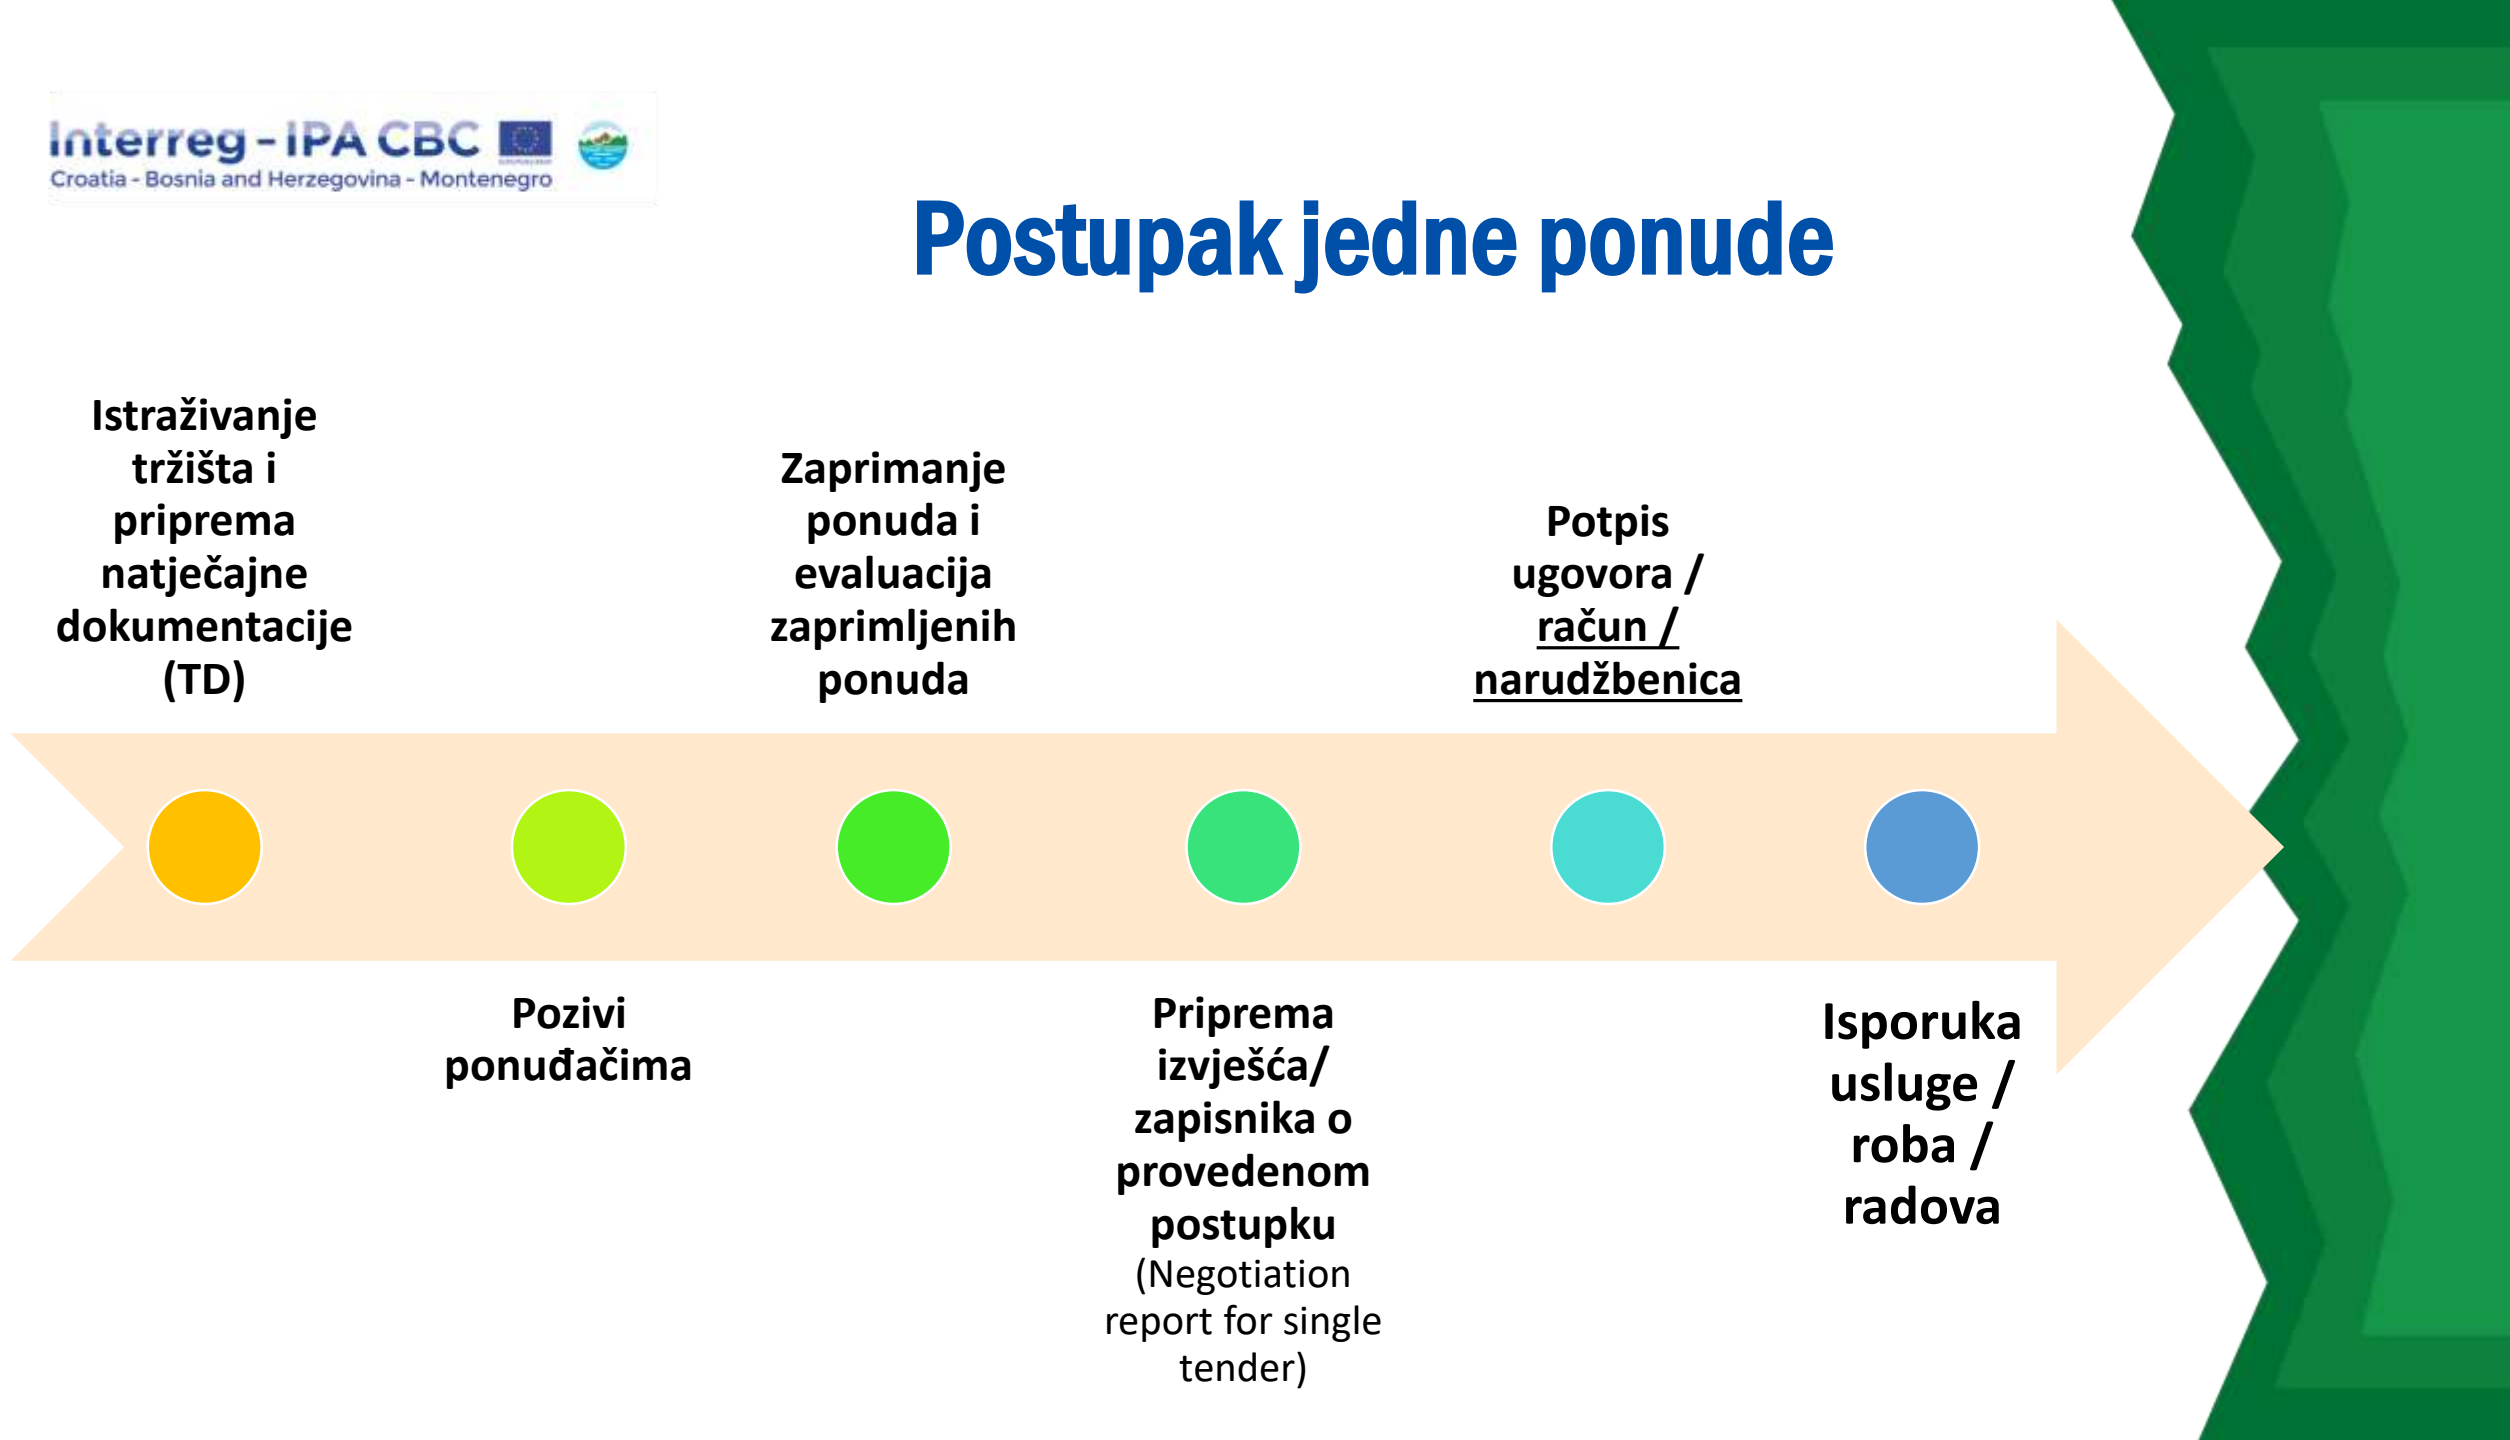 Interreg - IPA CBC
Croatia - Bosnia and Herzegovina - Montenegro
Postupak jedne ponude
Istraživanje
tržišta i
priprema
natječajne
dokumentacije
(TD)
Pozivi
ponuđačima
Zaprimanje
ponuda i
evaluacija
zaprimljenih
ponuda
Priprema
izvješća/
zapisnika o
provedenom
postupku
(Negotiation
report for single
tender)
Potpis
ugovora /
račun /
narudžbenica
Isporuka
usluge /
roba /
radova